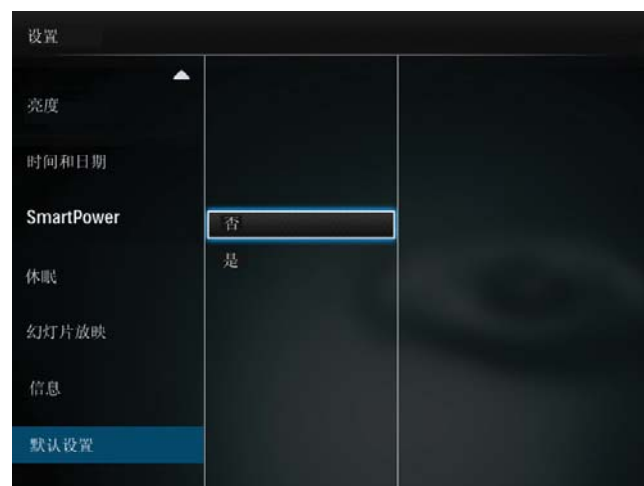 设置
亮度
时间和日期
SmartPower
否
是
休眠
幻灯片放映
信息
默认设置